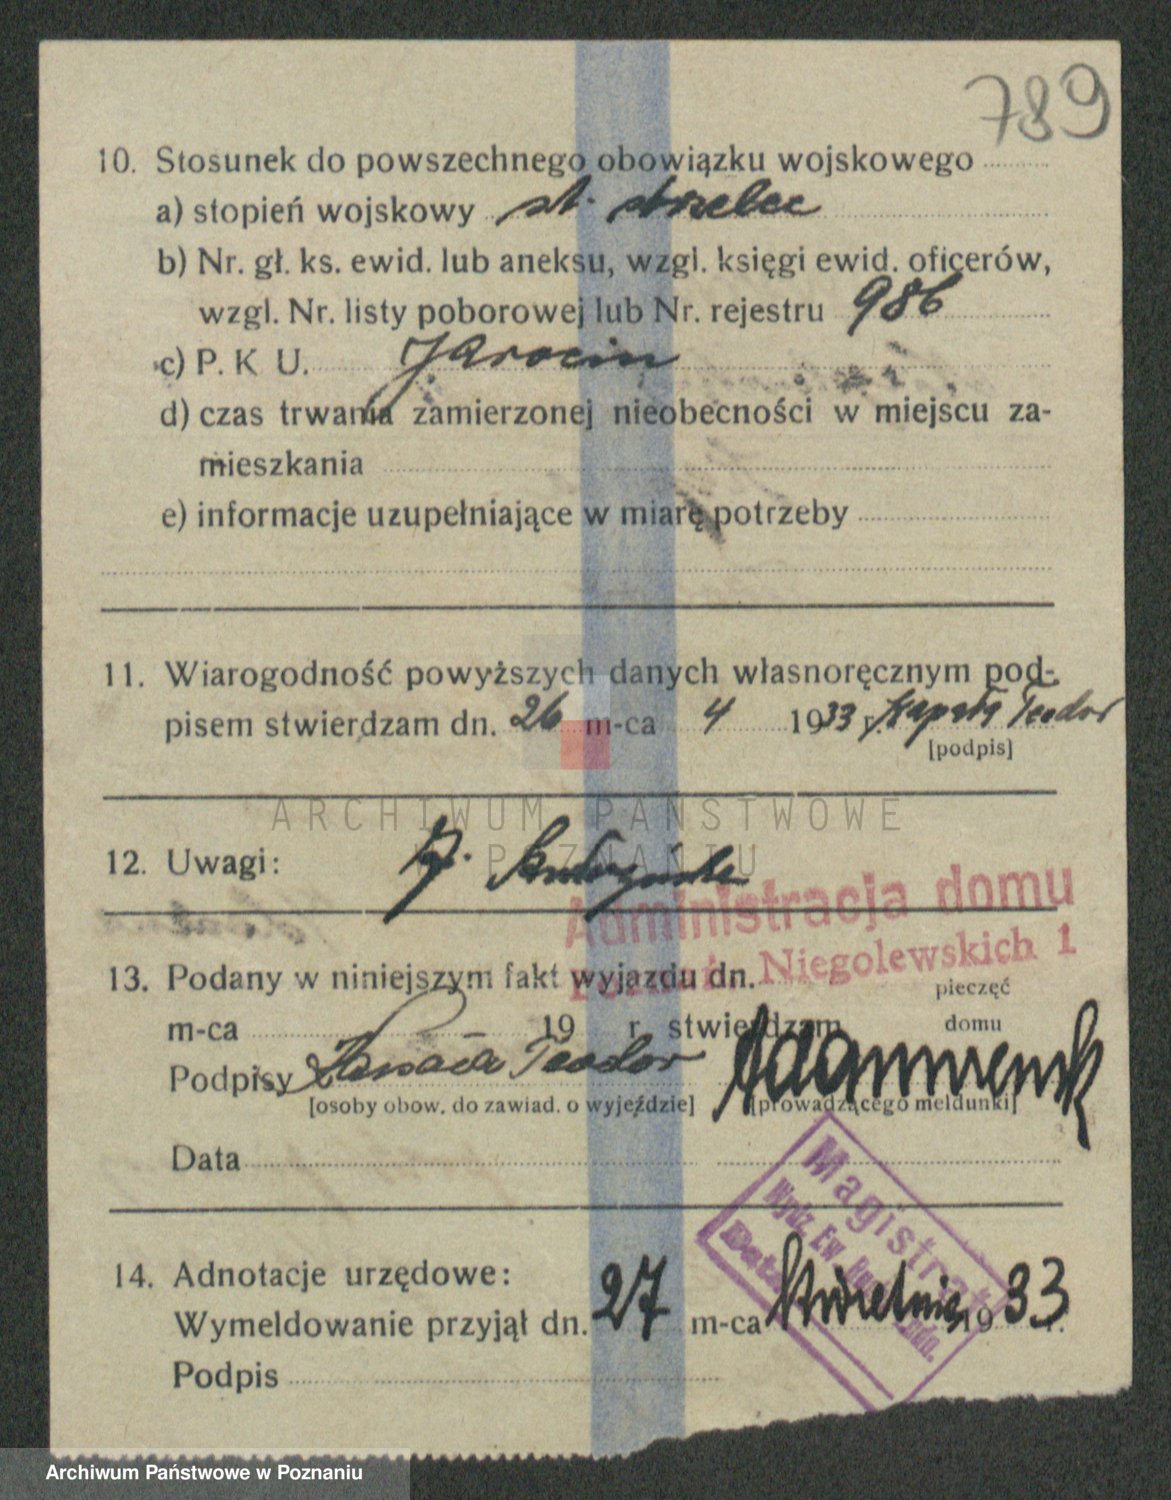 789
10. Stosunek do powszechnego obowiązku wojskowego
a) stopień wojskowy st. strzelec
b) Nr. gł. ks. ewid. lub aneksu, wzgl. księgi ewid. oficerów,
wzgl. Nr. listy poborowej lub Nr. rejestru 986
c) P. K U. Jarocin
d) czas trwania zamierzonej nieobecności w miejscu za-
mieszkania
e) informacje uzupełniające w miarę potrzeby
11. Wiarogodność powyższych danych własnoręcznym pod-
pisem stwierdzam dn. 26 m-ca 4 1933 r. Teodor
[podpis]
ARCHIWUM PAŃSTWOWE
W POZNANIU
12. Uwagi:
Administracja domu
Poznań, Niegolewskich 1
13. Podany w niniejszym fakt wyjazdu dn.
pieczęć
m-ca 19 r. stwierdzam
domu
Podpisy Teodor
[osoby obow. do zawiad. o wyjeździe] [prowadzącego meldunki]
Data
Magistrat
14. Adnotacje urzędowe:
Wymeldowanie przyjął dn. 27 m-ca kwietnia 1933 r.
Podpis
Archiwum Państwowe w Poznaniu